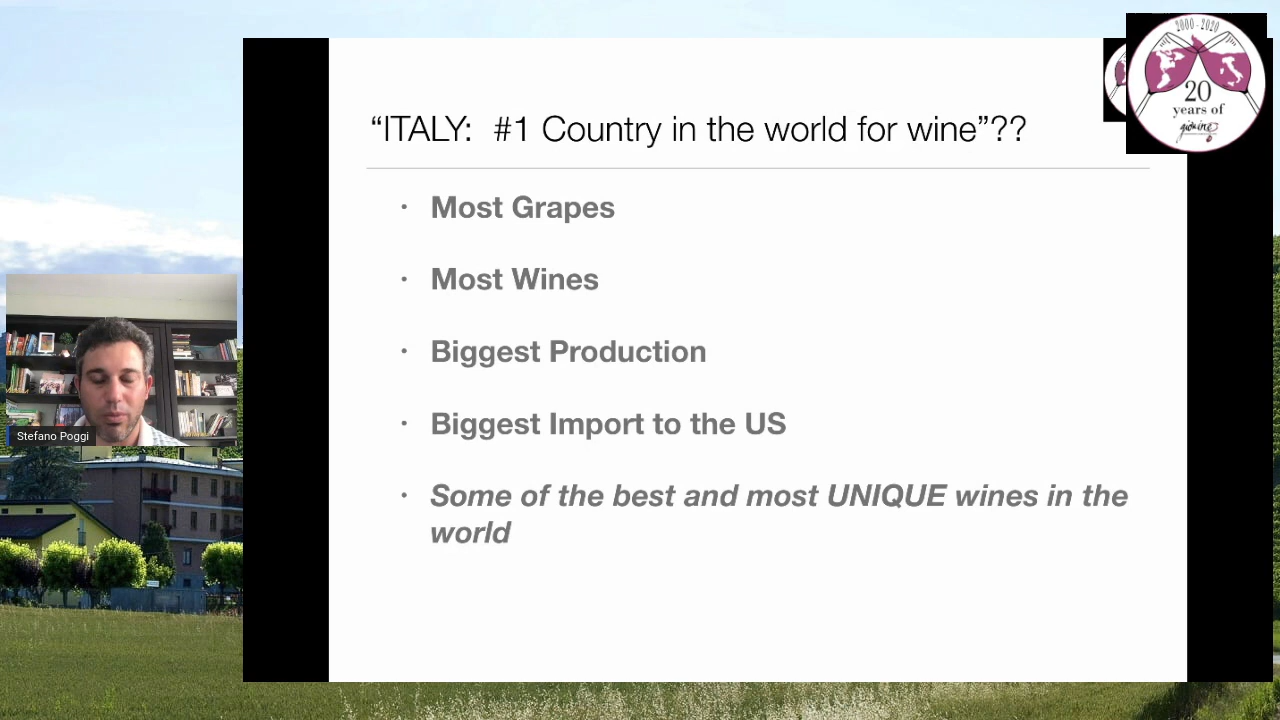 2000-2020
20
years of
giowine
"ITALY: #1 Country in the world for wine"??
• Most Grapes
• Most Wines
• Biggest Production
• Biggest Import to the US
• Some of the best and most UNIQUE wines in the
world
Stefano Poggi